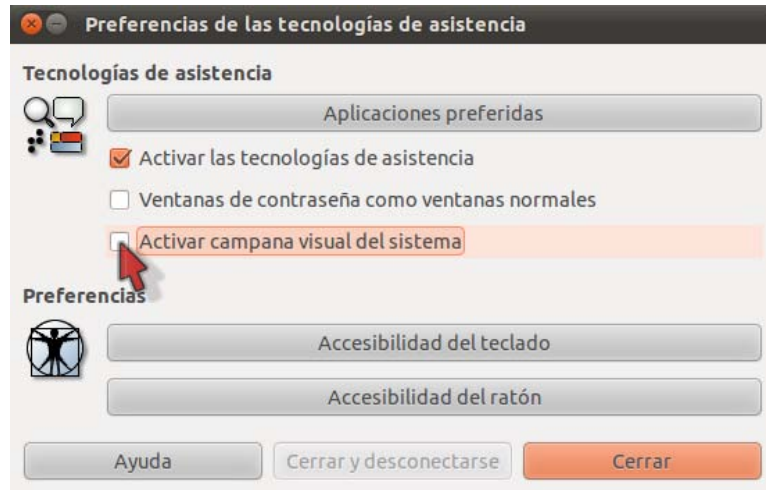 Preferencias de las tecnologías de asistencia
Tecnologías de asistencia
Aplicaciones preferidas
Activar las tecnologías de asistencia
Ventanas de contraseña como ventanas normales
Activar campana visual del sistema
Preferencias
Accesibilidad del teclado
Accesibilidad del ratón
Ayuda
Cerrar y desconectarse
Cerrar